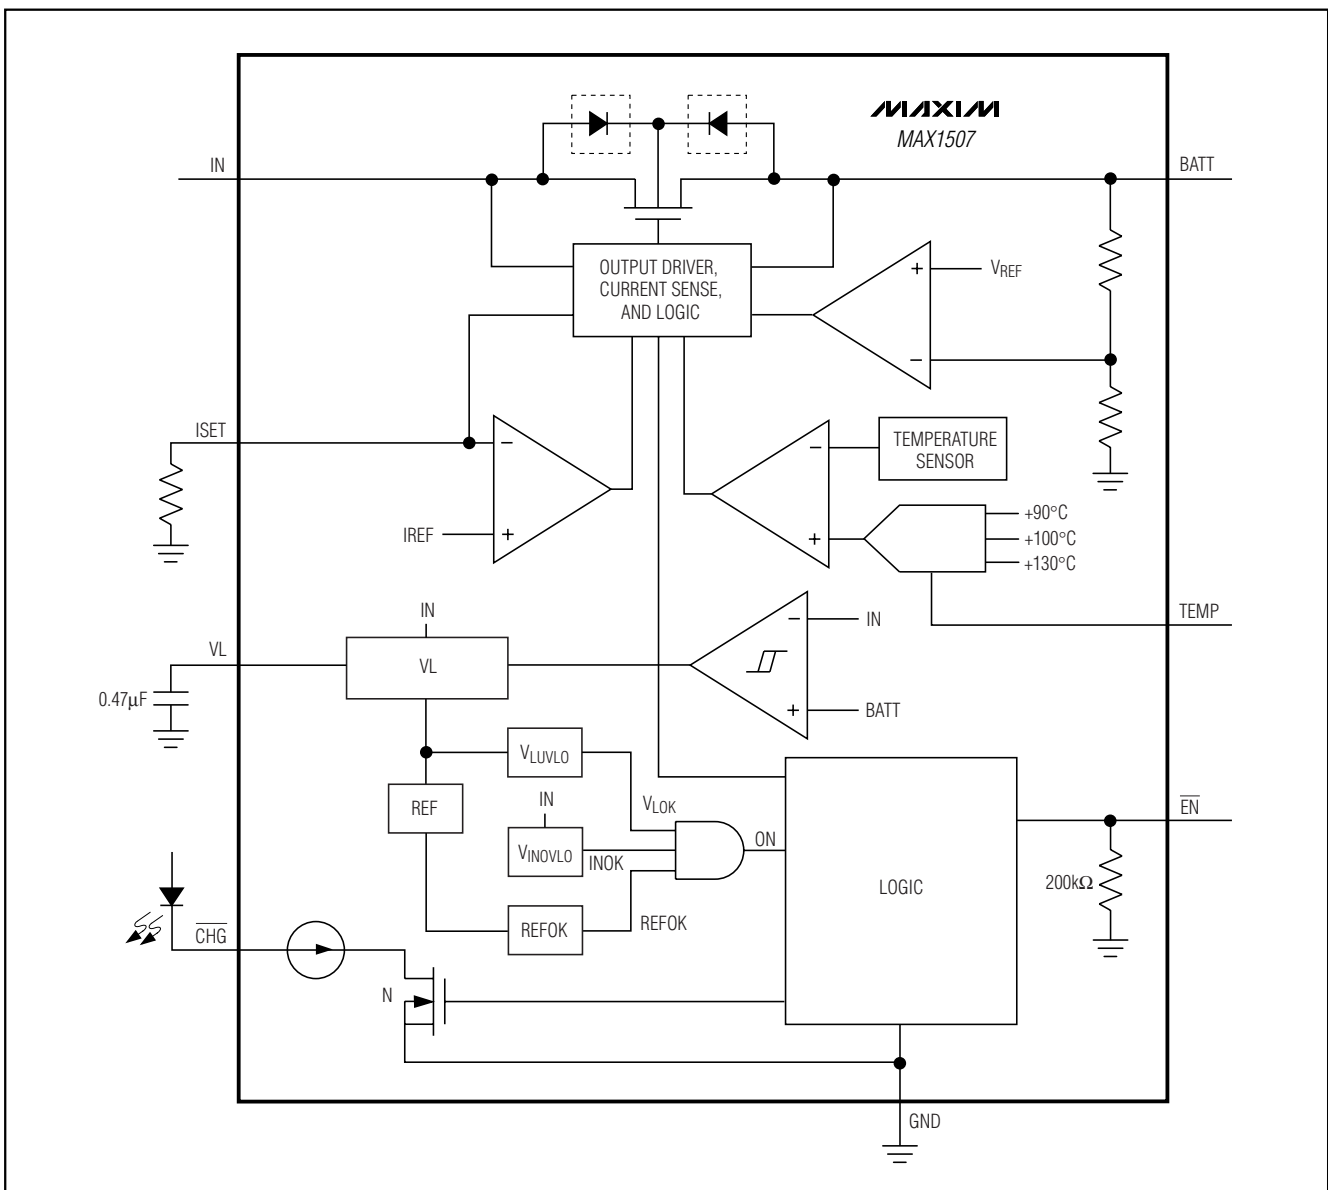 MAXIM
MAX1507
IN
BATT
OUTPUT DRIVER,
CURRENT SENSE,
AND LOGIC
+
VREF
−
ISET
−
+
IREF
−
+
TEMPERATURE
SENSOR
+90°C
+100°C
+130°C
TEMP
IN
VL
VL
0.47µF
−
IN
+
BATT
VLUVLO
VLOK
REF
IN
VINOVLO
INOK
ON
REFOK
REFOK
LOGIC
EN
200kΩ
CHG
N
GND